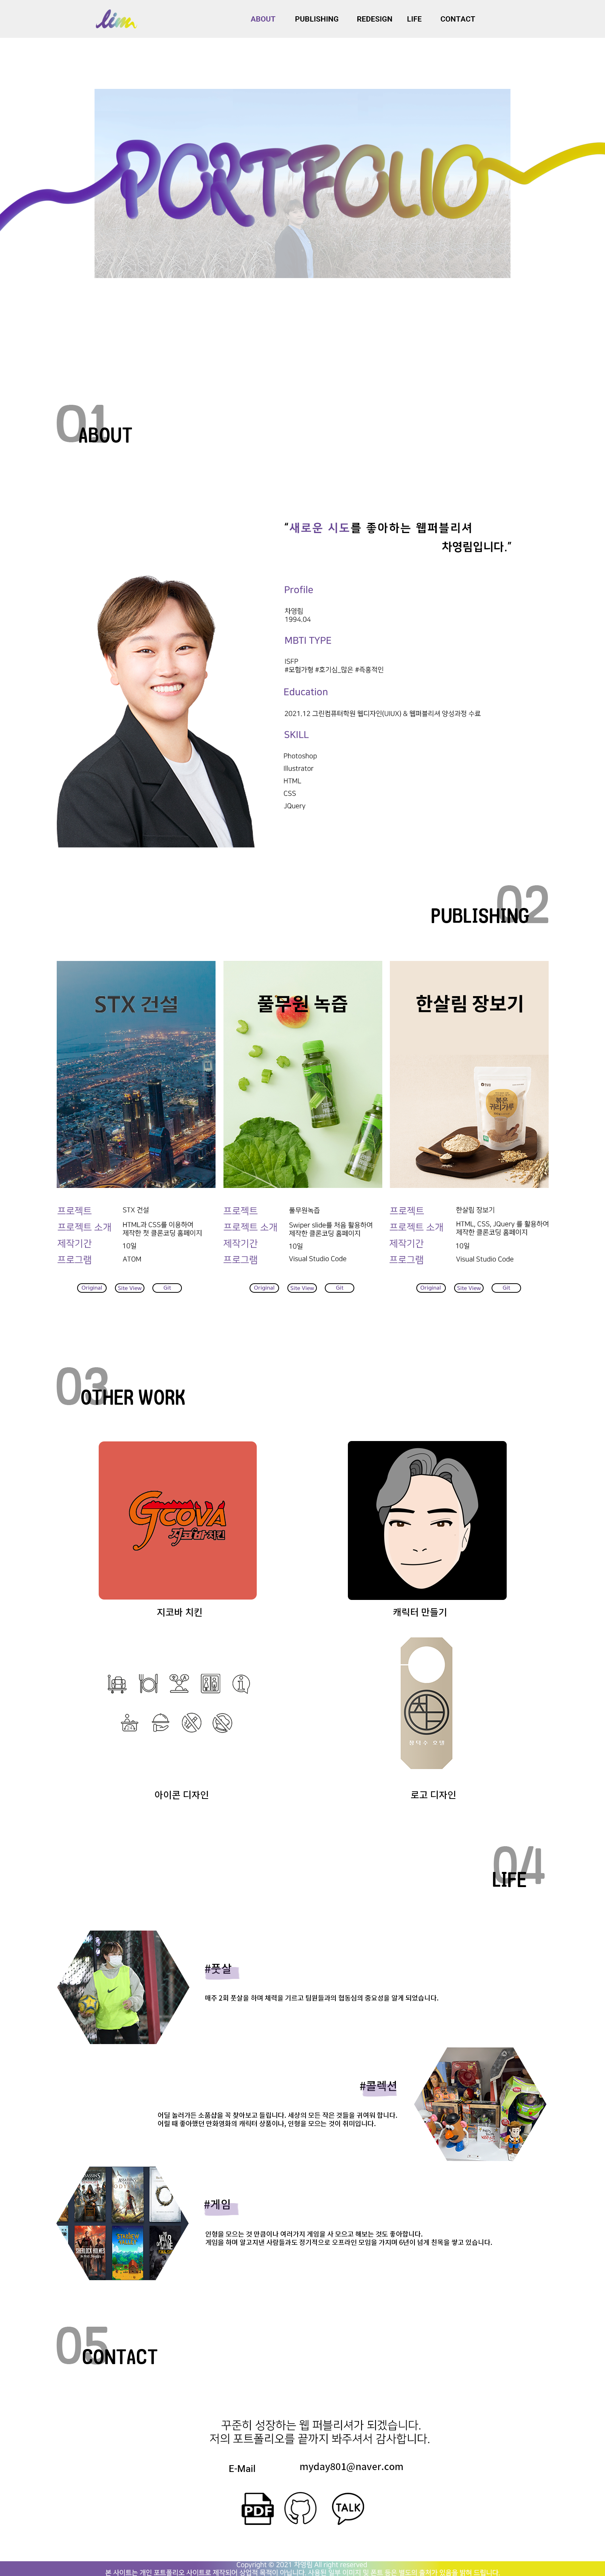 lim
ABOUT PUBLISHING REDESIGN LIFE CONTACT
PORTFOLIO
01
ABOUT
“새로운 시도를 좋아하는 웹퍼블리셔
차영림입니다.”
Profile
차영림
1994.04
MBTI TYPE
ISFP
#모험가형 #호기심_많은 #즉흥적인
Education
2021.12 그린컴퓨터학원 웹디자인(UIUX) & 웹퍼블리셔 양성과정 수료
SKILL
Photoshop
Illustrator
HTML
CSS
JQuery
02
PUBLISHING
STX 건설
프로젝트 STX 건설
프로젝트 소개 HTML과 CSS를 이용하여
제작한 첫 클론코딩 홈페이지
제작기간 10일
프로그램 ATOM
Original Site View Git
풀무원 녹즙
프로젝트 풀무원녹즙
프로젝트 소개 Swiper slide를 처음 활용하여
제작한 클론코딩 홈페이지
제작기간 10일
프로그램 Visual Studio Code
Original Site View Git
한살림 장보기
볶은
귀리가루
프로젝트 한살림 장보기
프로젝트 소개 HTML, CSS, JQuery 를 활용하여
제작한 클론코딩 홈페이지
제작기간 10일
프로그램 Visual Studio Code
Original Site View Git
03
OTHER WORK
GCOVA
지코바치킨
지코바 치킨
캐릭터 만들기
아이콘 디자인
로고 디자인
04
LIFE
#풋살
매주 2회 풋살을 하며 체력을 기르고 팀원들과의 협동심의 중요성을 알게 되었습니다.
#콜렉션
어딜 놀러가든 소품샵을 꼭 찾아보고 들립니다. 세상의 모든 작은 것들을 귀여워 합니다.
어릴 때 좋아했던 만화영화의 캐릭터 상품이나, 인형을 모으는 것이 취미입니다.
#게임
인형을 모으는 것 만큼이나 여러가지 게임을 사 모으고 해보는 것도 좋아합니다.
게임을 하며 알고지낸 사람들과도 정기적으로 오프라인 모임을 가지며 6년이 넘게 친목을 쌓고 있습니다.
05
CONTACT
꾸준히 성장하는 웹 퍼블리셔가 되겠습니다.
저의 포트폴리오를 끝까지 봐주셔서 감사합니다.
E-Mail myday801@naver.com
PDF
TALK
Copyright © 2021 차영림 All right reserved
본 사이트는 개인 포트폴리오 사이트로 제작되어 상업적 목적이 아닙니다. 사용된 일부 이미지 및 폰트 등은 별도의 출처가 있음을 밝혀 드립니다.